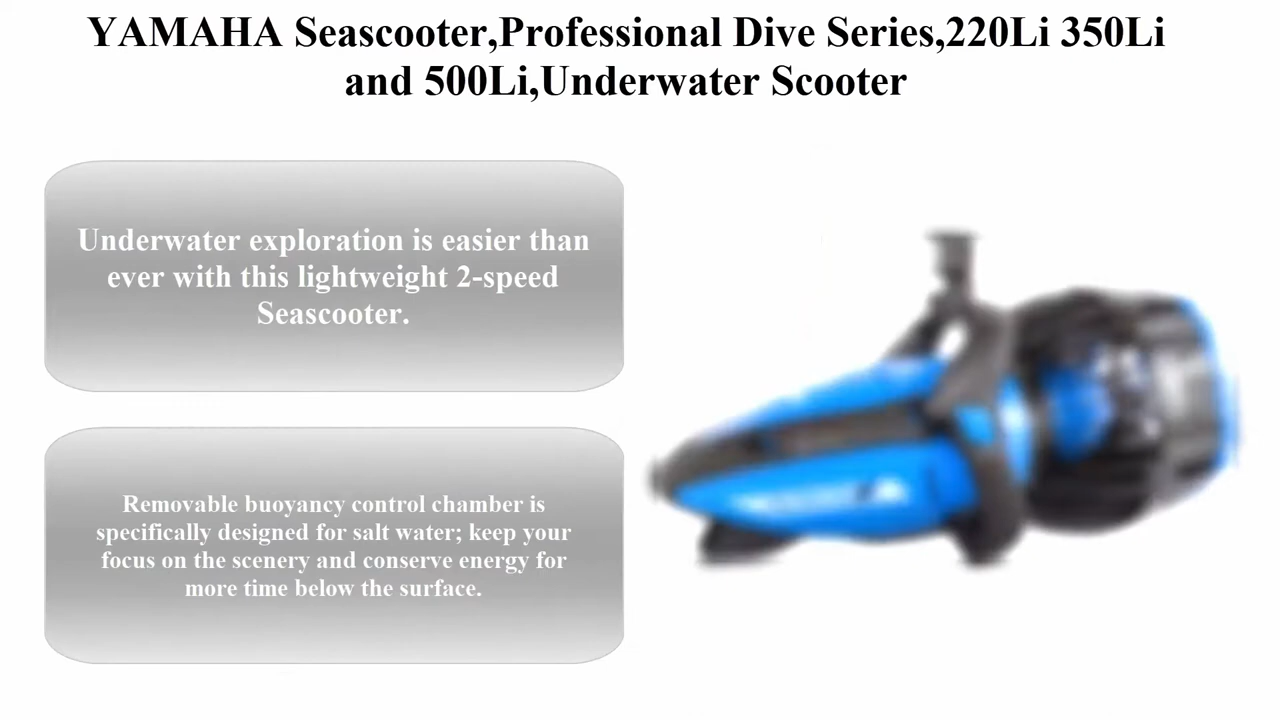 YAMAHA Seascooter,Professional Dive Series,220Li 350Li
and 500Li,Underwater Scooter
Underwater exploration is easier than
ever with this lightweight 2-speed
Seascooter.
Removable buoyancy control chamber is
specifically designed for salt water; keep your
focus on the scenery and conserve energy for
more time below the surface.